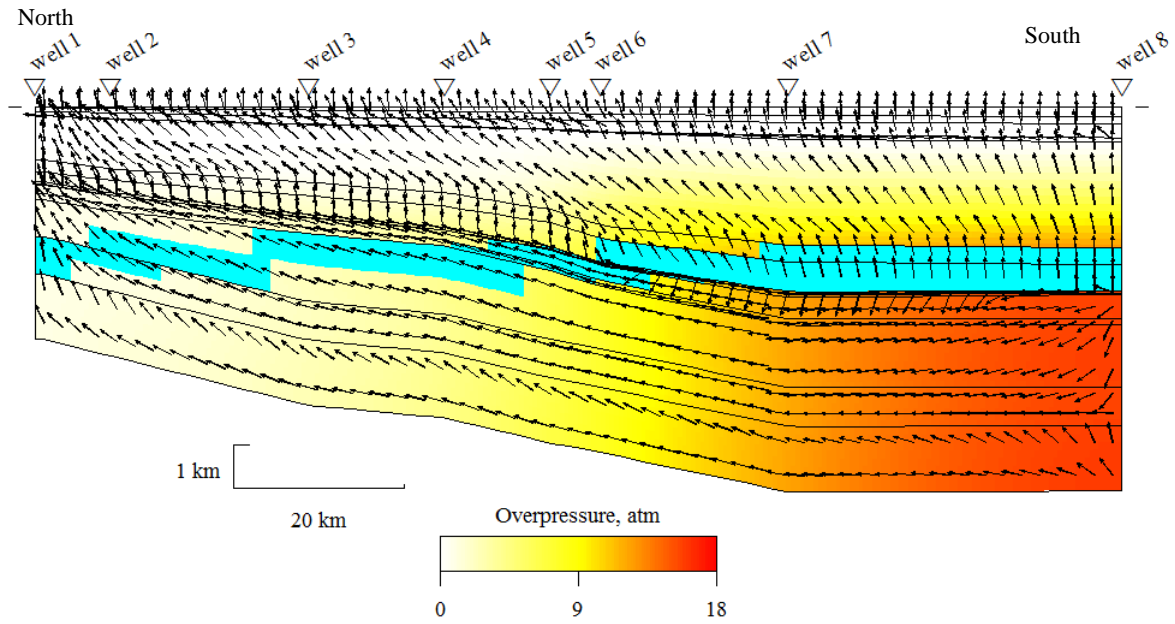 North
South
well 1
well 2
well 3
well 4
well 5
well 6
well 7
well 8
1 km
20 km
Overpressure, atm
0
9
18